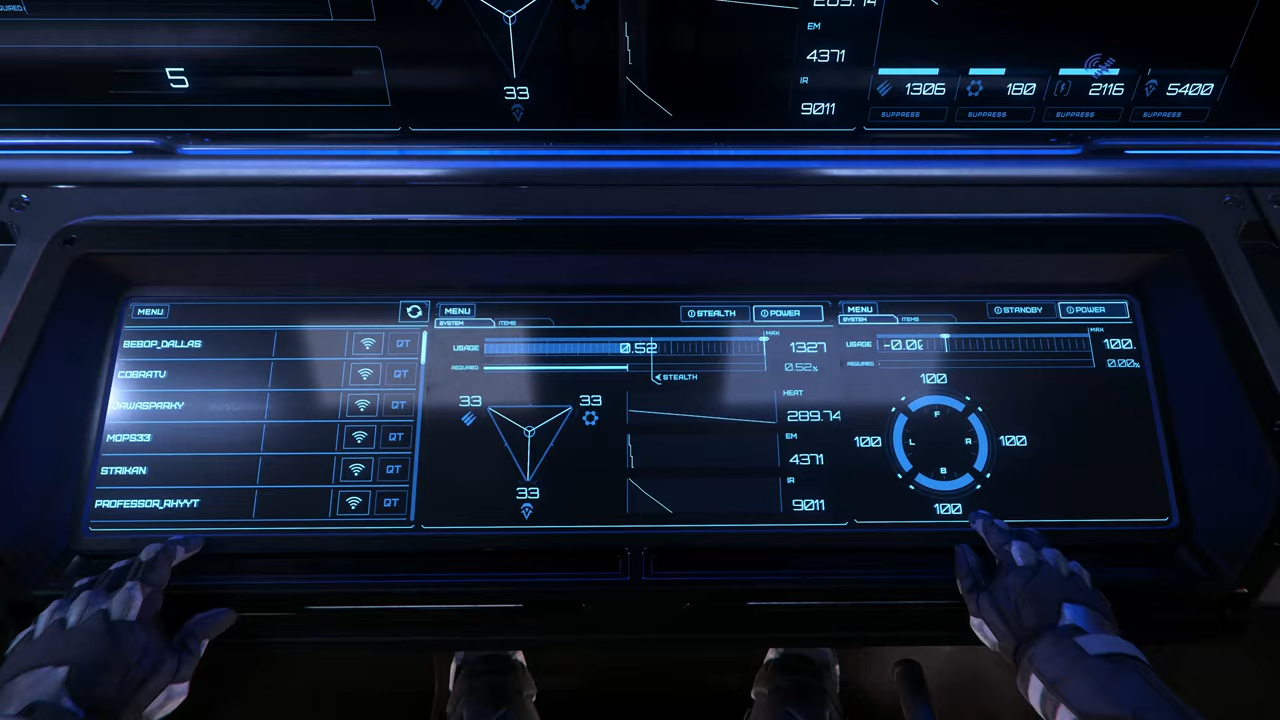 5
33
EM
4371
IR
9011
1306
180
2116
5400
SUPPRESS
SUPPRESS
SUPPRESS
SUPPRESS
MENU
BEBOP_DALLAS
QT
COBRATV
QT
JAWASPARKY
QT
MOPS33
QT
STRIKAN
QT
PROFESSOR_RHYYT
QT
MENU
STEALTH
POWER
SYSTEM
ITEMS
MAX
USAGE
0.52
1327
REQUIRED
0.52%
STEALTH
33
33
33
HEAT
289.74
EM
4371
IR
9011
MENU
STANDBY
POWER
SYSTEM
ITEMS
MAX
USAGE
100.
REQUIRED
0.00%
100
F
100
L
R
100
B
100